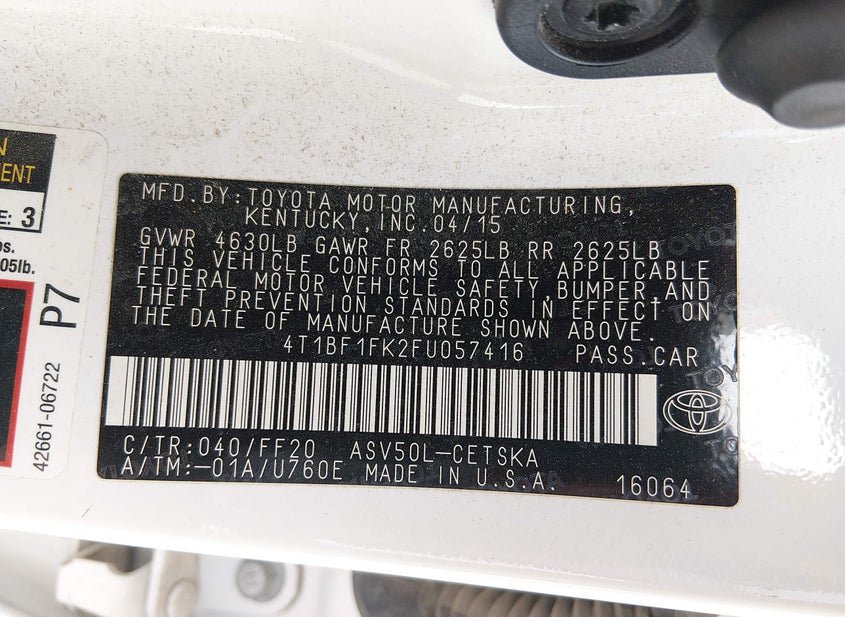 N
EMENT
E: 3
s.
05lb.
P7
42661-06722
MFD.BY:TOYOTA MOTOR MANUFACTURING,
KENTUCKY,INC.04/15
GVWR 4630LB GAWR FR 2625LB RR 2625LB
THIS VEHICLE CONFORMS TO ALL APPLICABLE
FEDERAL MOTOR VEHICLE SAFETY,BUMPER,AND
THEFT PREVENTION STANDARDS IN EFFECT ON
THE DATE OF MANUFACTURE SHOWN ABOVE.
4T1BF1FK2FU057416 PASS.CAR
C/TR:040/FF20 ASV50L-CETSKA
A/TM:-01A/U760E MADE IN U.S.A. 16064